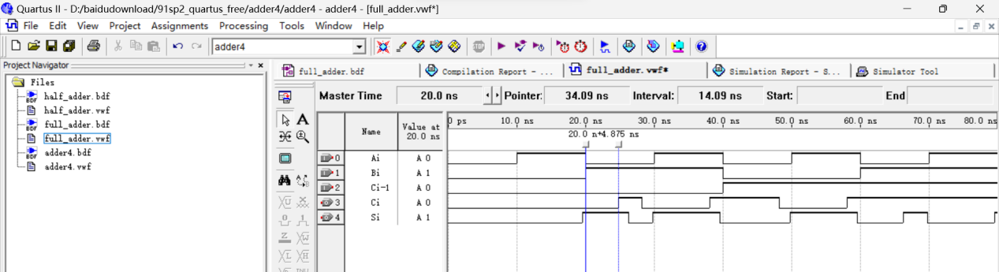 Quartus II - D:/baidudownload/91sp2_quartus_free/adder4/adder4 - adder4 - [full_adder.vwf*]
File Edit View Project Assignments Processing Tools Window Help
adder4
Project Navigator
Files
half_adder.bdf
half_adder.vwf
full_adder.bdf
full_adder.vwf
adder4.bdf
adder4.vwf
full_adder.bdf Compilation Report - ... full_adder.vwf* Simulation Report - S... Simulator Tool
Master Time 20.0 ns Pointer: 34.09 ns Interval: 14.09 ns Start: End
Name Value at 20.0 ns
0 ps 10.0 ns 20.0 ns 30.0 ns 40.0 ns 50.0 ns 60.0 ns 70.0 ns 80.0 ns
20.0 n+4.875 ns
0 Ai A 0
1 Bi A 1
2 Ci-1 A 0
3 Ci A 0
4 Si A 1